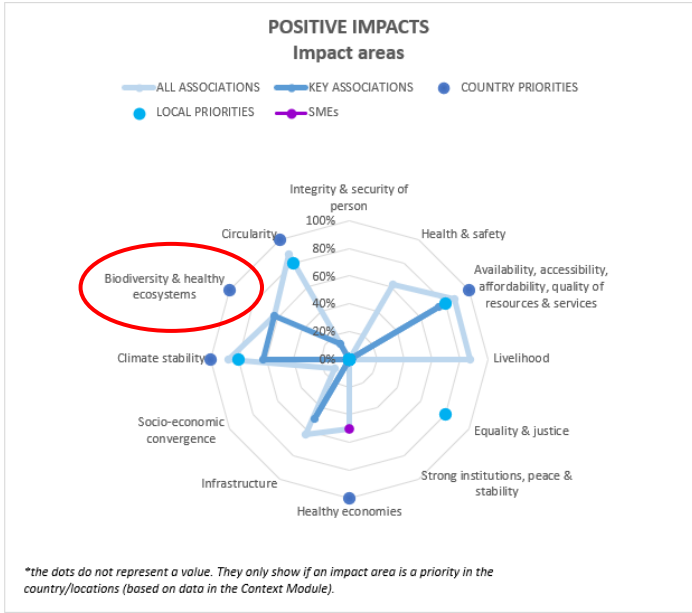 POSITIVE IMPACTS
Impact areas
ALL ASSOCIATIONS
KEY ASSOCIATIONS
COUNTRY PRIORITIES
LOCAL PRIORITIES
SMEs
Integrity & security of
person
Health & safety
Availability, accessibility,
affordability, quality of
resources & services
Livelihood
Equality & justice
Strong institutions, peace &
stability
Healthy economies
Infrastructure
Socio-economic
convergence
Climate stability
Biodiversity & healthy
ecosystems
Circularity
100%
80%
60%
40%
20%
0%
*the dots do not represent a value. They only show if an impact area is a priority in the
country/locations (based on data in the Context Module).